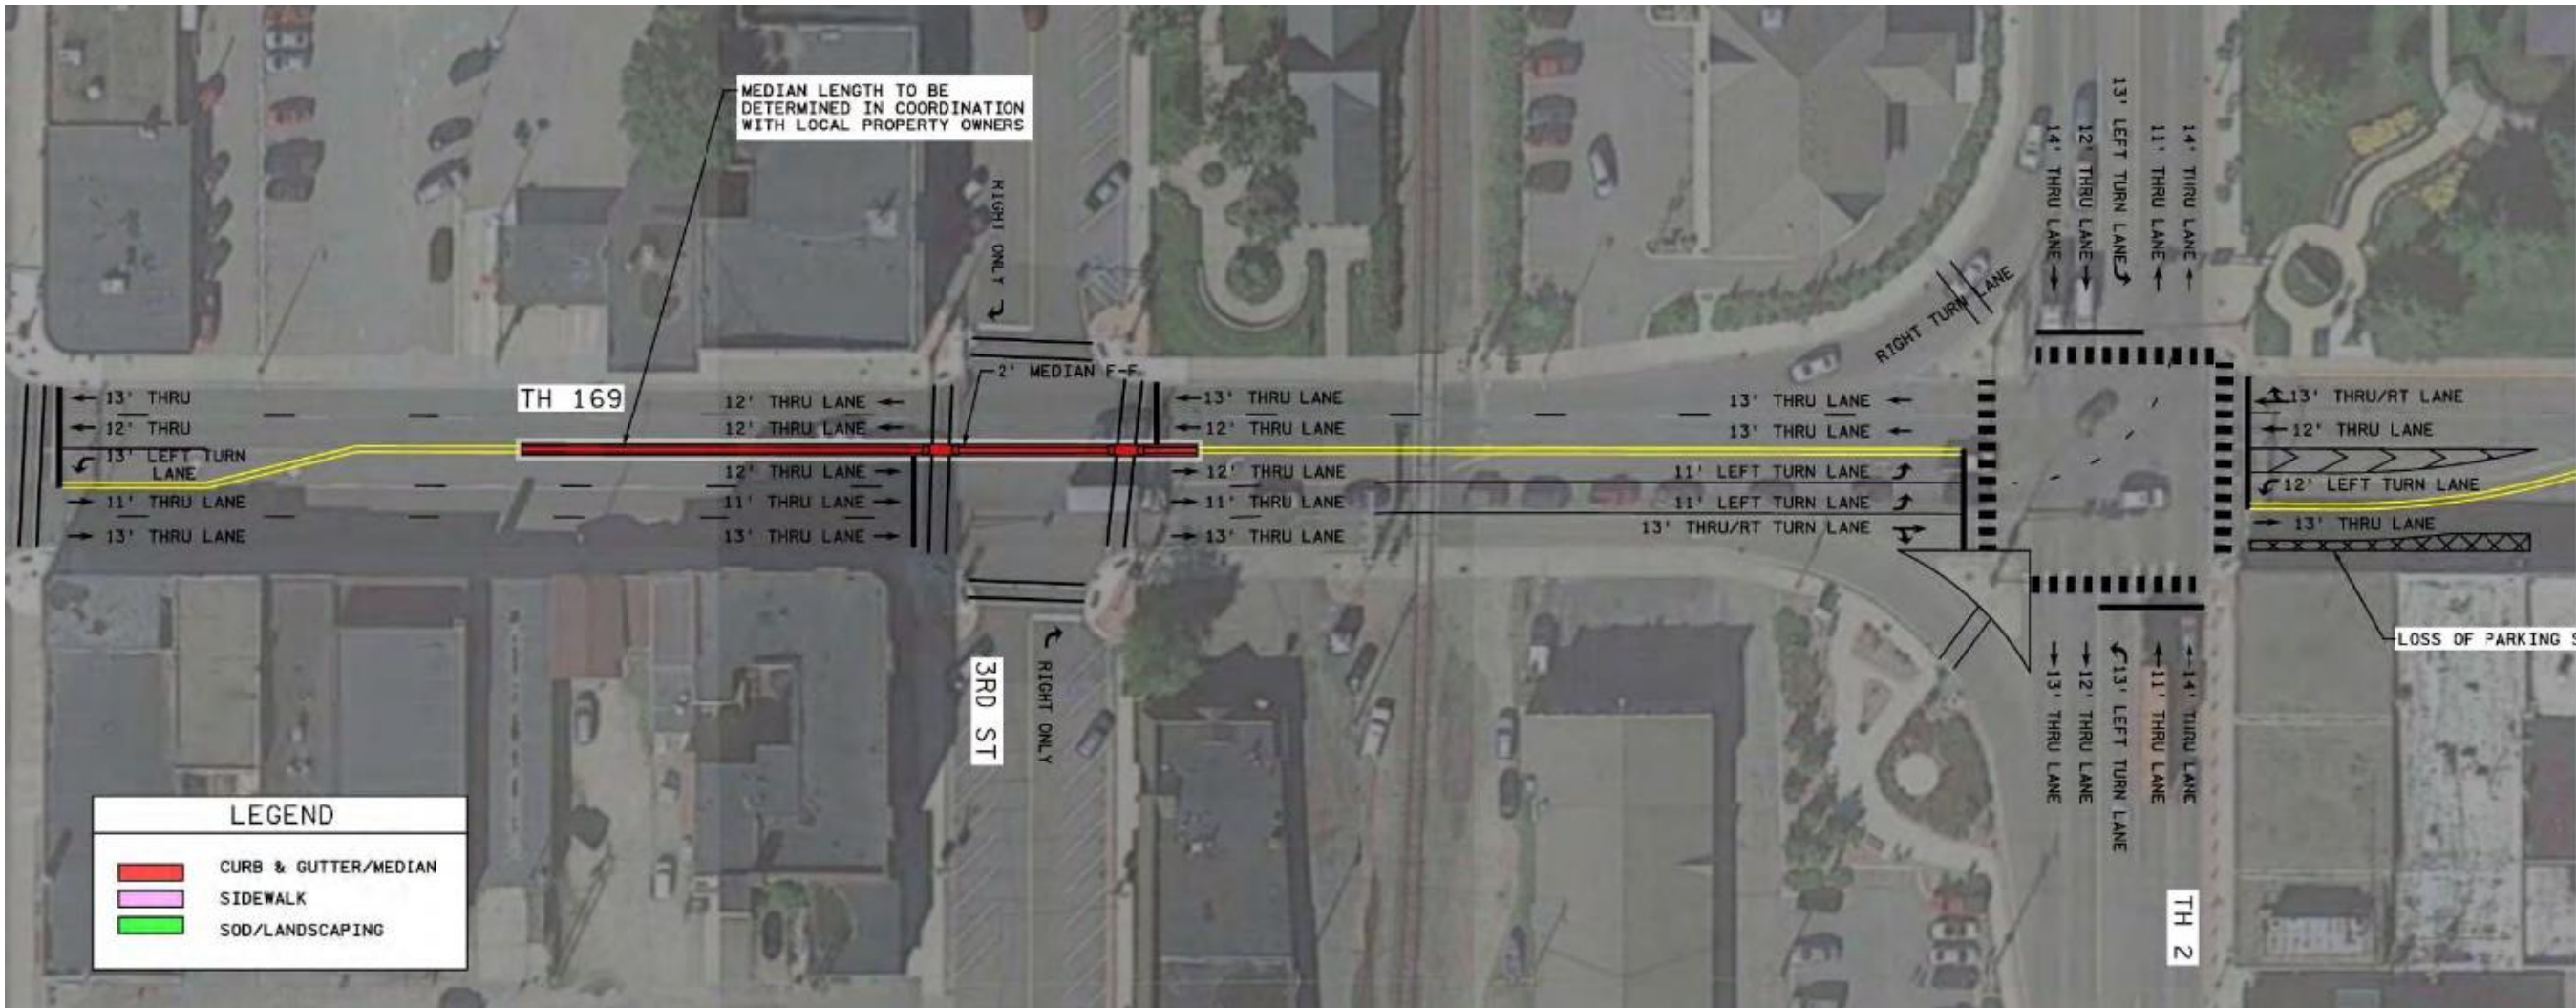 MEDIAN LENGTH TO BE
DETERMINED IN COORDINATION
WITH LOCAL PROPERTY OWNERS
RIGHT ONLY
2' MEDIAN F-F
TH 169
13' THRU
12' THRU
13' LEFT TURN
LANE
11' THRU LANE
13' THRU LANE
12' THRU LANE
12' THRU LANE
12' THRU LANE
11' THRU LANE
13' THRU LANE
13' THRU LANE
12' THRU LANE
12' THRU LANE
11' THRU LANE
13' THRU LANE
13' THRU LANE
13' THRU LANE
11' LEFT TURN LANE
11' LEFT TURN LANE
13' THRU/RT TURN LANE
RIGHT TURN LANE
14' THRU LANE
12' THRU LANE
13' LEFT TURN LANE
11' THRU LANE
14' THRU LANE
13' THRU/RT LANE
12' THRU LANE
12' LEFT TURN LANE
13' THRU LANE
LOSS OF PARKING S
3RD ST
RIGHT ONLY
13' THRU LANE
12' THRU LANE
13' LEFT TURN LANE
11' THRU LANE
14' THRU LANE
TH 2
LEGEND
CURB & GUTTER/MEDIAN
SIDEWALK
SOD/LANDSCAPING